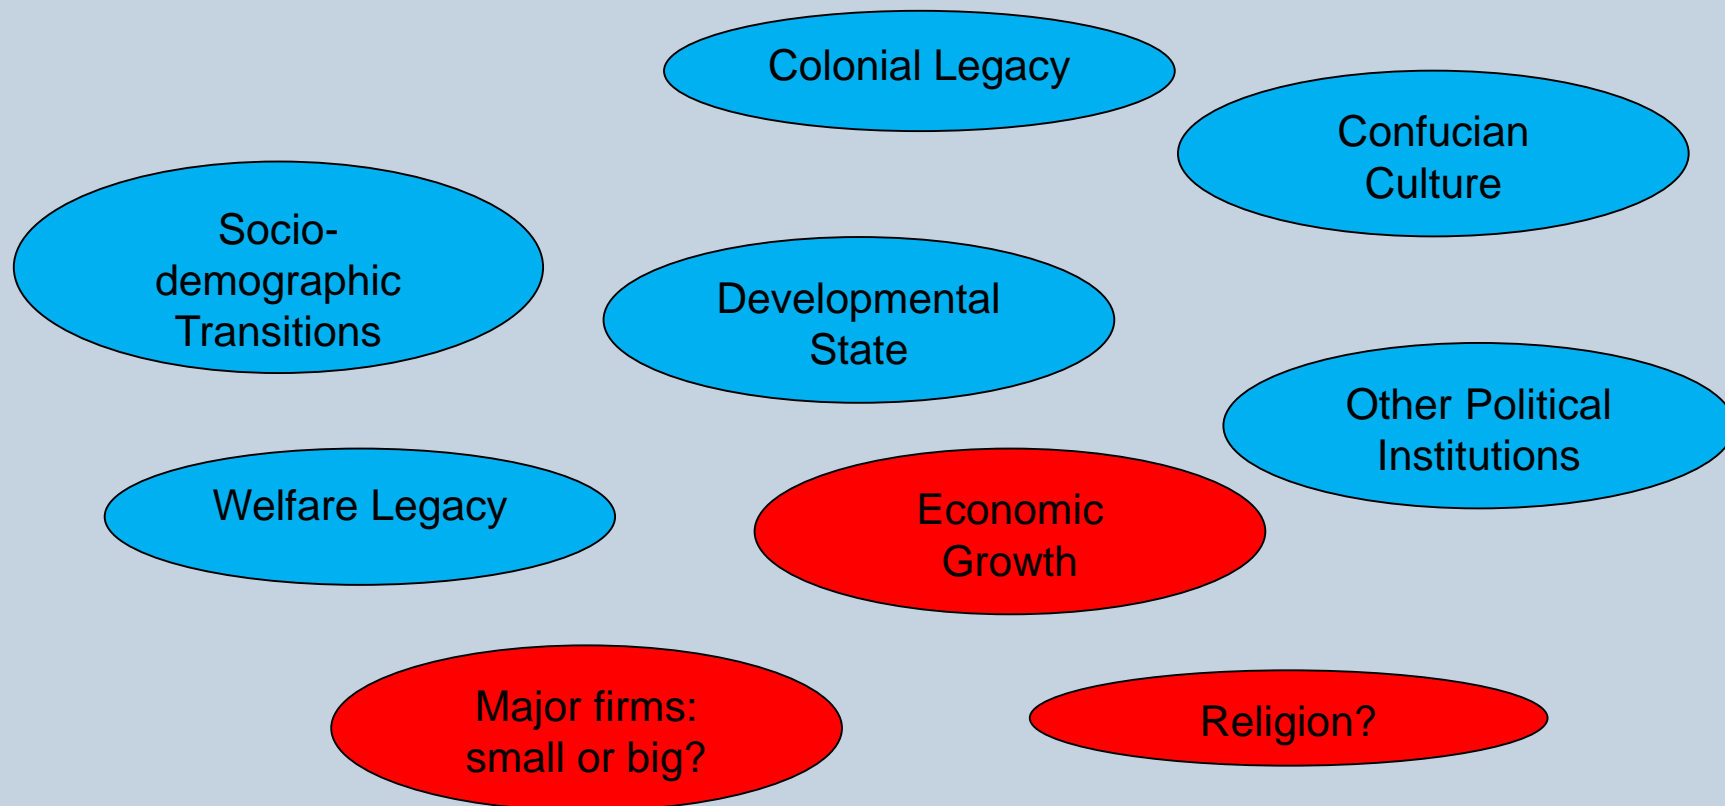 Colonial Legacy
Confucian
Culture
Socio-
demographic
Transitions
Developmental
State
Other Political
Institutions
Welfare Legacy
Economic
Growth
Major firms:
small or big?
Religion?